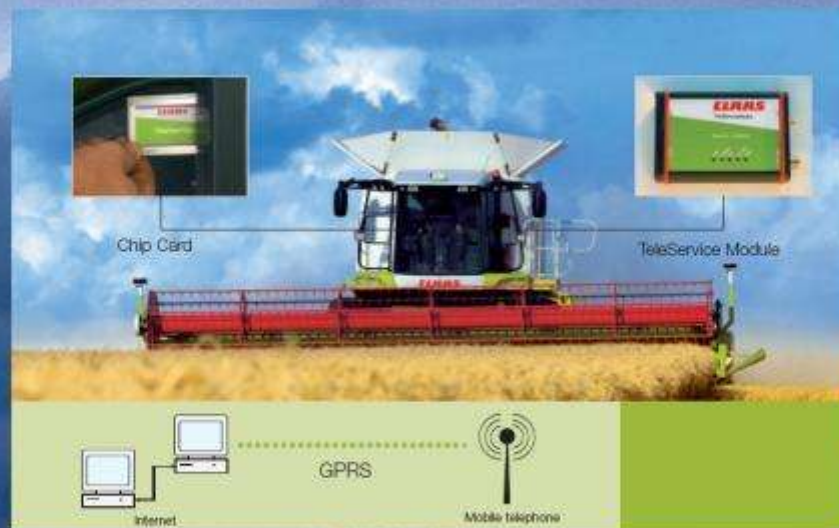 CLAAS
CLAAS
Chip Card
TeleService Module
CLAAS
GPRS
Internet
Mobile telephone